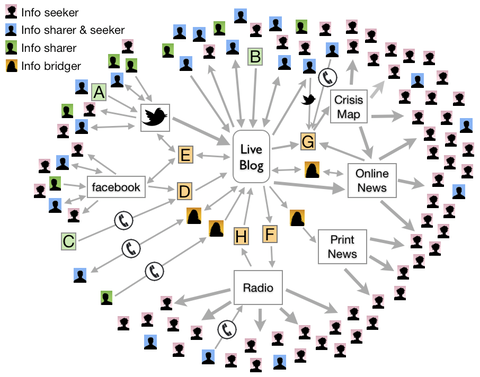 Info seeker
Info sharer & seeker
Info sharer
Info bridger
A
B
Crisis
Map
G
Live
Blog
E
Online
News
facebook
D
C
H
F
Print
News
Radio